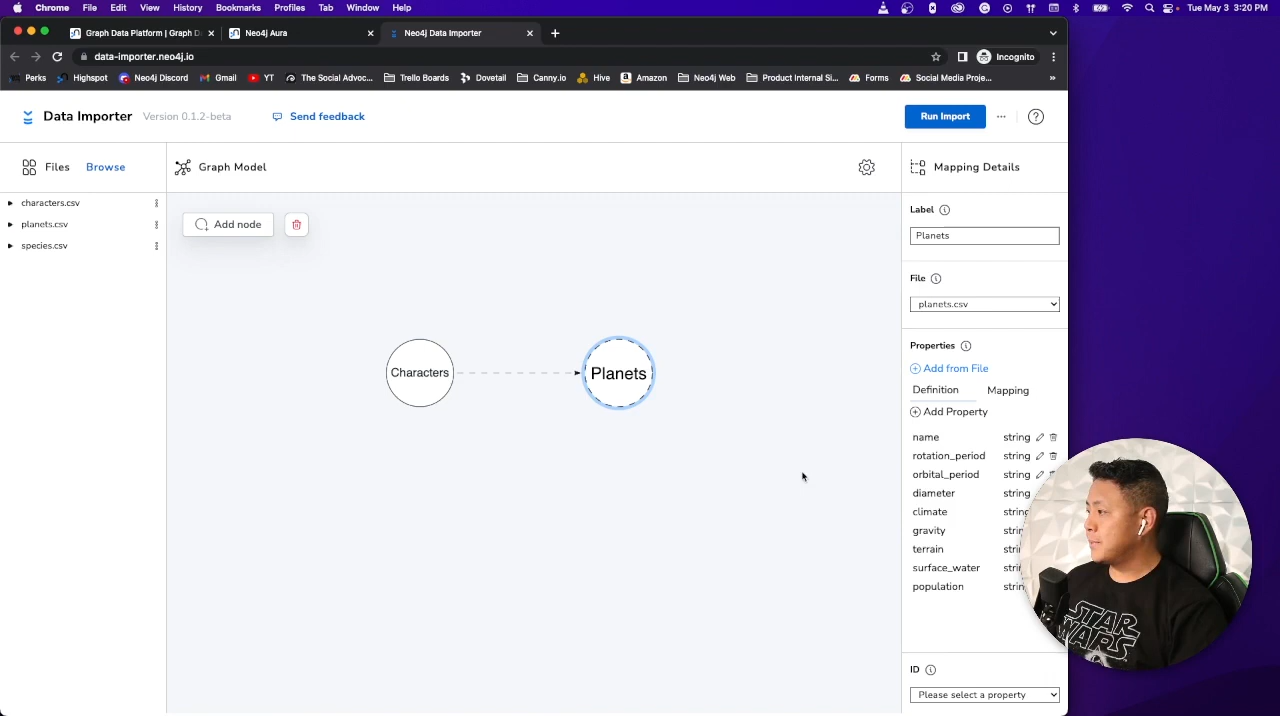 Chrome File Edit View History Bookmarks Profiles Tab Window Help Tue May 3 3:20 PM
Graph Data Platform | Graph D Neo4j Aura Neo4j Data Importer
data-importer.neo4j.io Incognito
Perks Highspot Neo4j Discord Gmail YT The Social Advoc... Trello Boards Dovetail Canny.io Hive Amazon Neo4j Web Product Internal Si... Forms Social Media Proje... »
Data Importer Version 0.1.2-beta Send feedback Run Import ... ?
Files Browse Graph Model Mapping Details
characters.csv
planets.csv
species.csv
Add node
Characters
Planets
Label
Planets
File
planets.csv
Properties
Add from File
Definition Mapping
Add Property
name string
rotation_period string
orbital_period string
diameter string
climate string
gravity strin
terrain strin
surface_water strin
population strin
ID
Please select a property
STAR
WARS